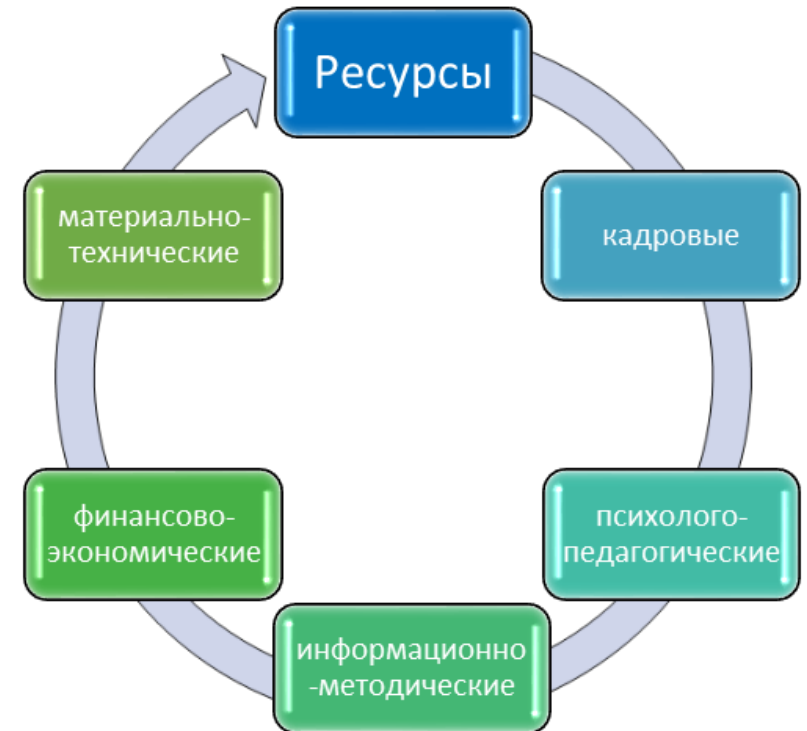 Ресурсы
кадровые
психолого-
педагогические
информационно
-методические
финансово-
экономические
материально-
технические